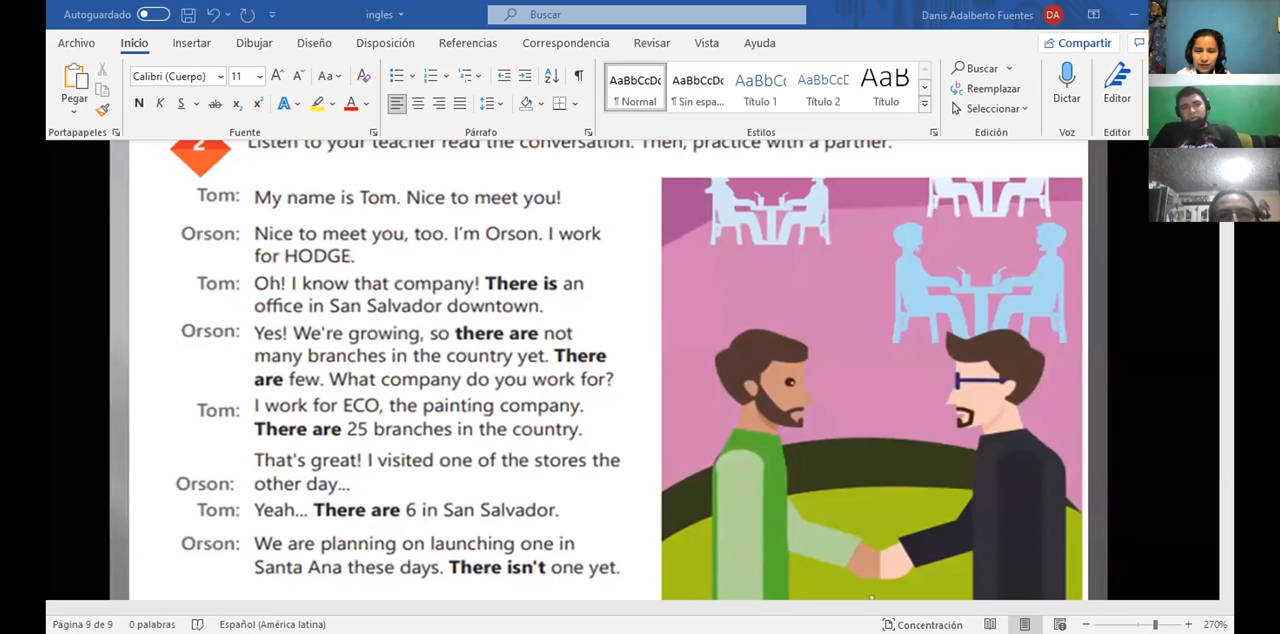 Autoguardado
ingles
Buscar
Danis Adalberto Fuentes
DA
Archivo Inicio Insertar Dibujar Diseño Disposición Referencias Correspondencia Revisar Vista Ayuda
Compartir
Pegar
Calibri (Cuerpo) 11 A A Aa A
N K S ab x₂ x² A A
AaBbCcDc AaBbCcDc AaBbCc AaBbCcD AaB
¶ Normal ¶ Sin espa... Título 1 Título 2 Título
Buscar
Reemplazar
Seleccionar
Dictar
Editor
Portapapeles Fuente Párrafo Estilos Edición Voz Editor
2
Listen to your teacher read the conversation. Then, practice with a partner.
Tom: My name is Tom. Nice to meet you!
Orson: Nice to meet you, too. I'm Orson. I work
for HODGE.
Tom: Oh! I know that company! There is an
office in San Salvador downtown.
Orson: Yes! We're growing, so there are not
many branches in the country yet. There
are few. What company do you work for?
Tom: I work for ECO, the painting company.
There are 25 branches in the country.
That's great! I visited one of the stores the
Orson: other day...
Tom: Yeah... There are 6 in San Salvador.
Orson: We are planning on launching one in
Santa Ana these days. There isn't one yet.
Página 9 de 9 0 palabras Español (América latina) Concentración 270%